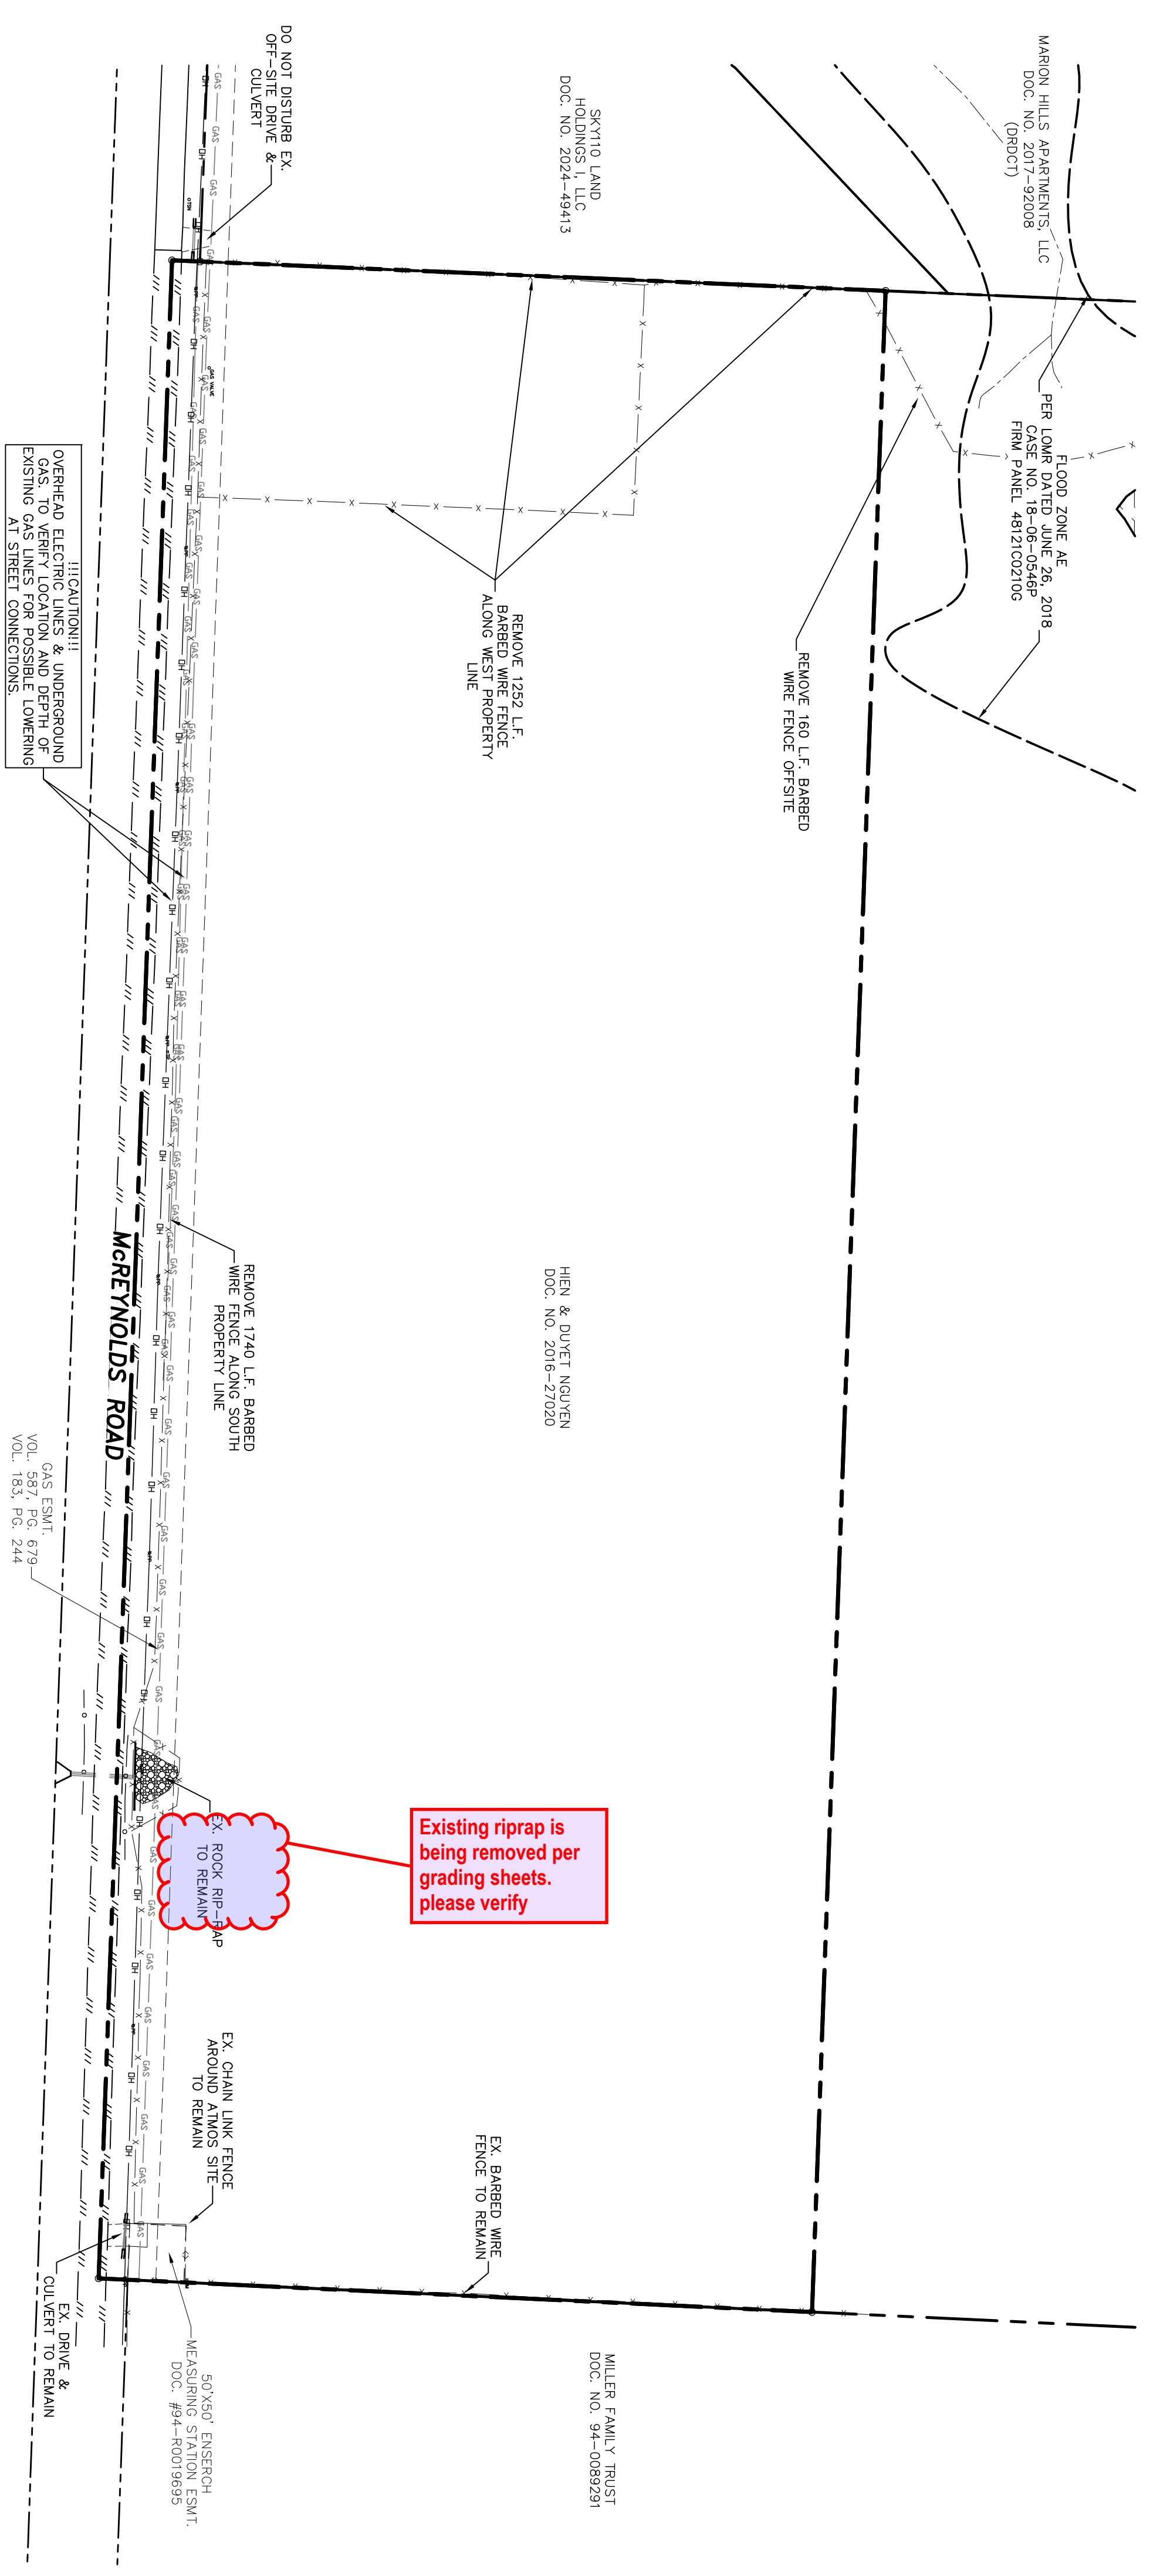 MARION HILLS APARTMENTS, LLC
DOC. NO. 2017-92008
(DRDCT)
FLOOD ZONE AE
PER LOMR DATED JUNE 26, 2018
CASE NO. 18-06-0546P
FIRM PANEL 48121C0210G
SKY110 LAND
HOLDINGS I, LLC
DOC. NO. 2024-49413
DO NOT DISTURB EX.
OFF-SITE DRIVE &
CULVERT
REMOVE 160 L.F. BARBED
WIRE FENCE OFFSITE
REMOVE 1252 L.F.
BARBED WIRE FENCE
ALONG WEST PROPERTY
LINE
GAS VALVE
!!!CAUTION!!!
OVERHEAD ELECTRIC LINES & UNDERGROUND
GAS. TO VERIFY LOCATION AND DEPTH OF
EXISTING GAS LINES FOR POSSIBLE LOWERING
AT STREET CONNECTIONS.
HIEN & DUYET NGUYEN
DOC. NO. 2016-27020
REMOVE 1740 L.F. BARBED
WIRE FENCE ALONG SOUTH
PROPERTY LINE
McREYNOLDS ROAD
GAS ESMT.
VOL. 587, PG. 679
VOL. 183, PG. 244
EX. ROCK RIP-RAP
TO REMAIN
Existing riprap is
being removed per
grading sheets.
please verify
EX. CHAIN LINK FENCE
AROUND ATMOS SITE
TO REMAIN
EX. BARBED WIRE
FENCE TO REMAIN
EX. DRIVE &
CULVERT TO REMAIN
50'X50' ENSERCH
MEASURING STATION ESMT.
DOC. #94-R0019695
MILLER FAMILY TRUST
DOC. NO. 94-0089291